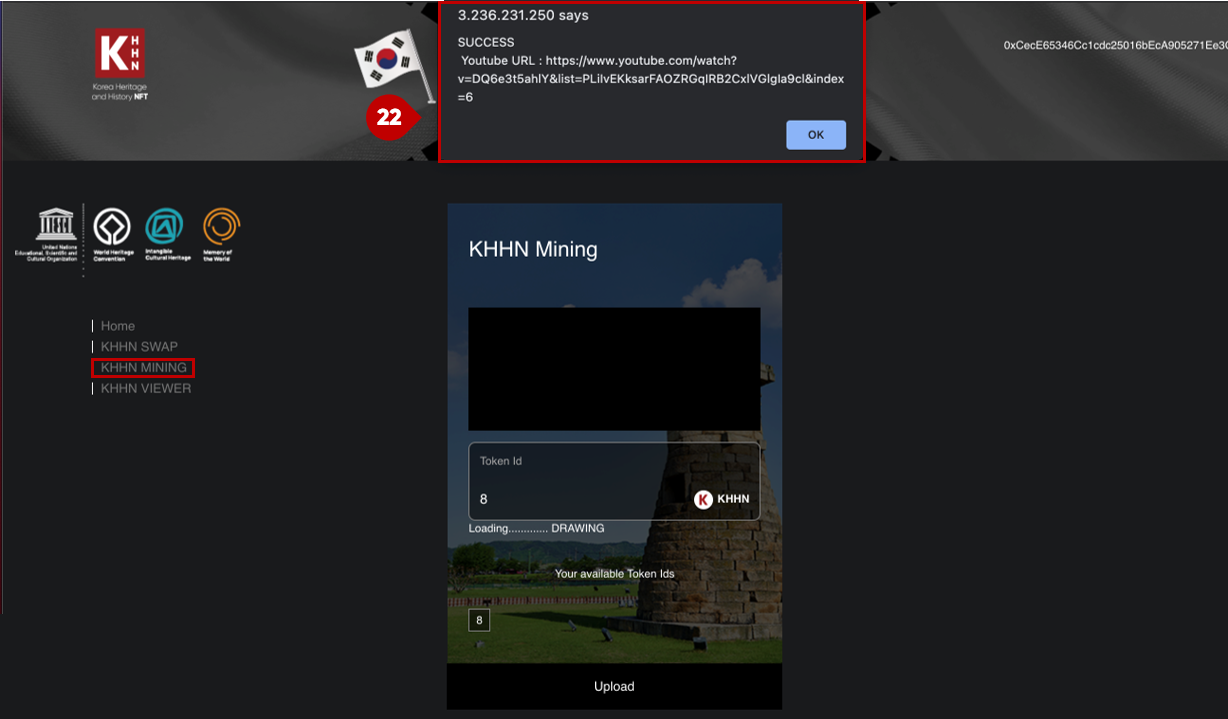 3.236.231.250 says
SUCCESS
Youtube URL : https://www.youtube.com/watch?
v=DQ6e3t5ahlY&list=PLilvEKksarFAOZRGqlRB2CxlVGlgla9cl&index
=6
OK
22
0xCecE65346Cc1cdc25016bEcA905271Ee30
K
H
H
N
Korea Heritage
and History NFT
United Nations
Educational, Scientific and
Cultural Organization
World Heritage
Convention
Intangible
Cultural Heritage
Memory of
the World
Home
KHHN SWAP
KHHN MINING
KHHN VIEWER
KHHN Mining
Token Id
8
K KHHN
Loading............. DRAWING
Your available Token Ids
8
Upload